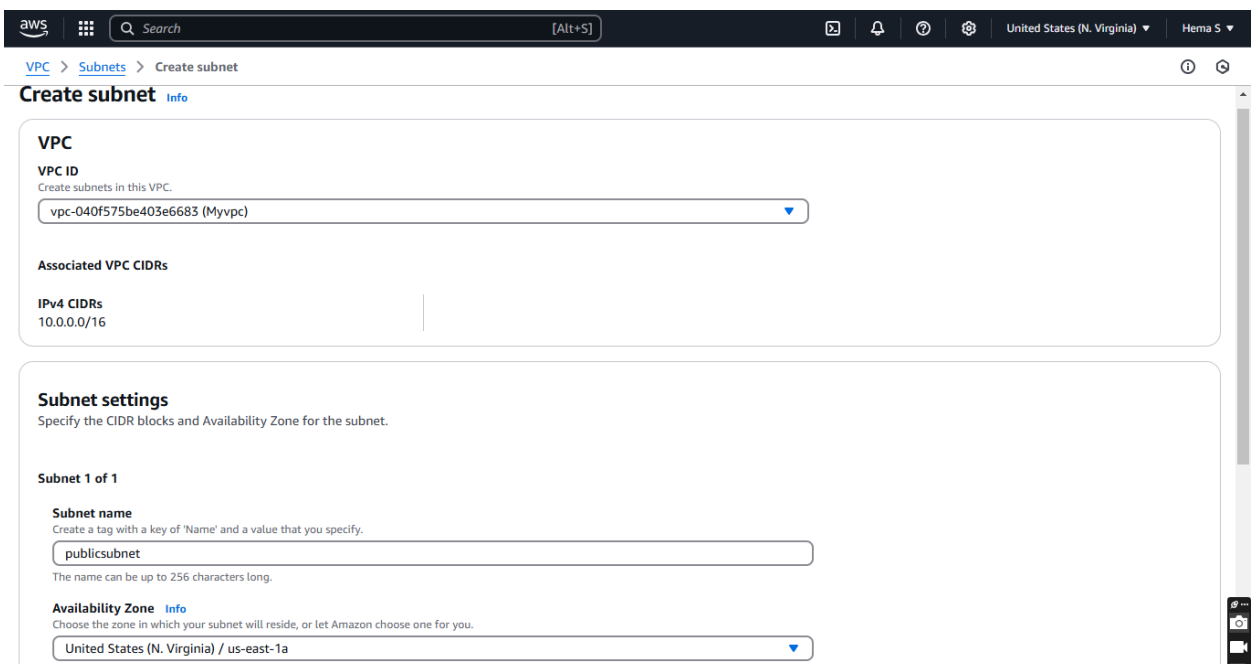 aws
Search [Alt+S] United States (N. Virginia) Hema S
VPC > Subnets > Create subnet
Create subnet Info
VPC
VPC ID
Create subnets in this VPC.
vpc-040f575be403e6683 (Myvpc)
Associated VPC CIDRs
IPv4 CIDRs
10.0.0.0/16
Subnet settings
Specify the CIDR blocks and Availability Zone for the subnet.
Subnet 1 of 1
Subnet name
Create a tag with a key of 'Name' and a value that you specify.
publicsubnet
The name can be up to 256 characters long.
Availability Zone Info
Choose the zone in which your subnet will reside, or let Amazon choose one for you.
United States (N. Virginia) / us-east-1a